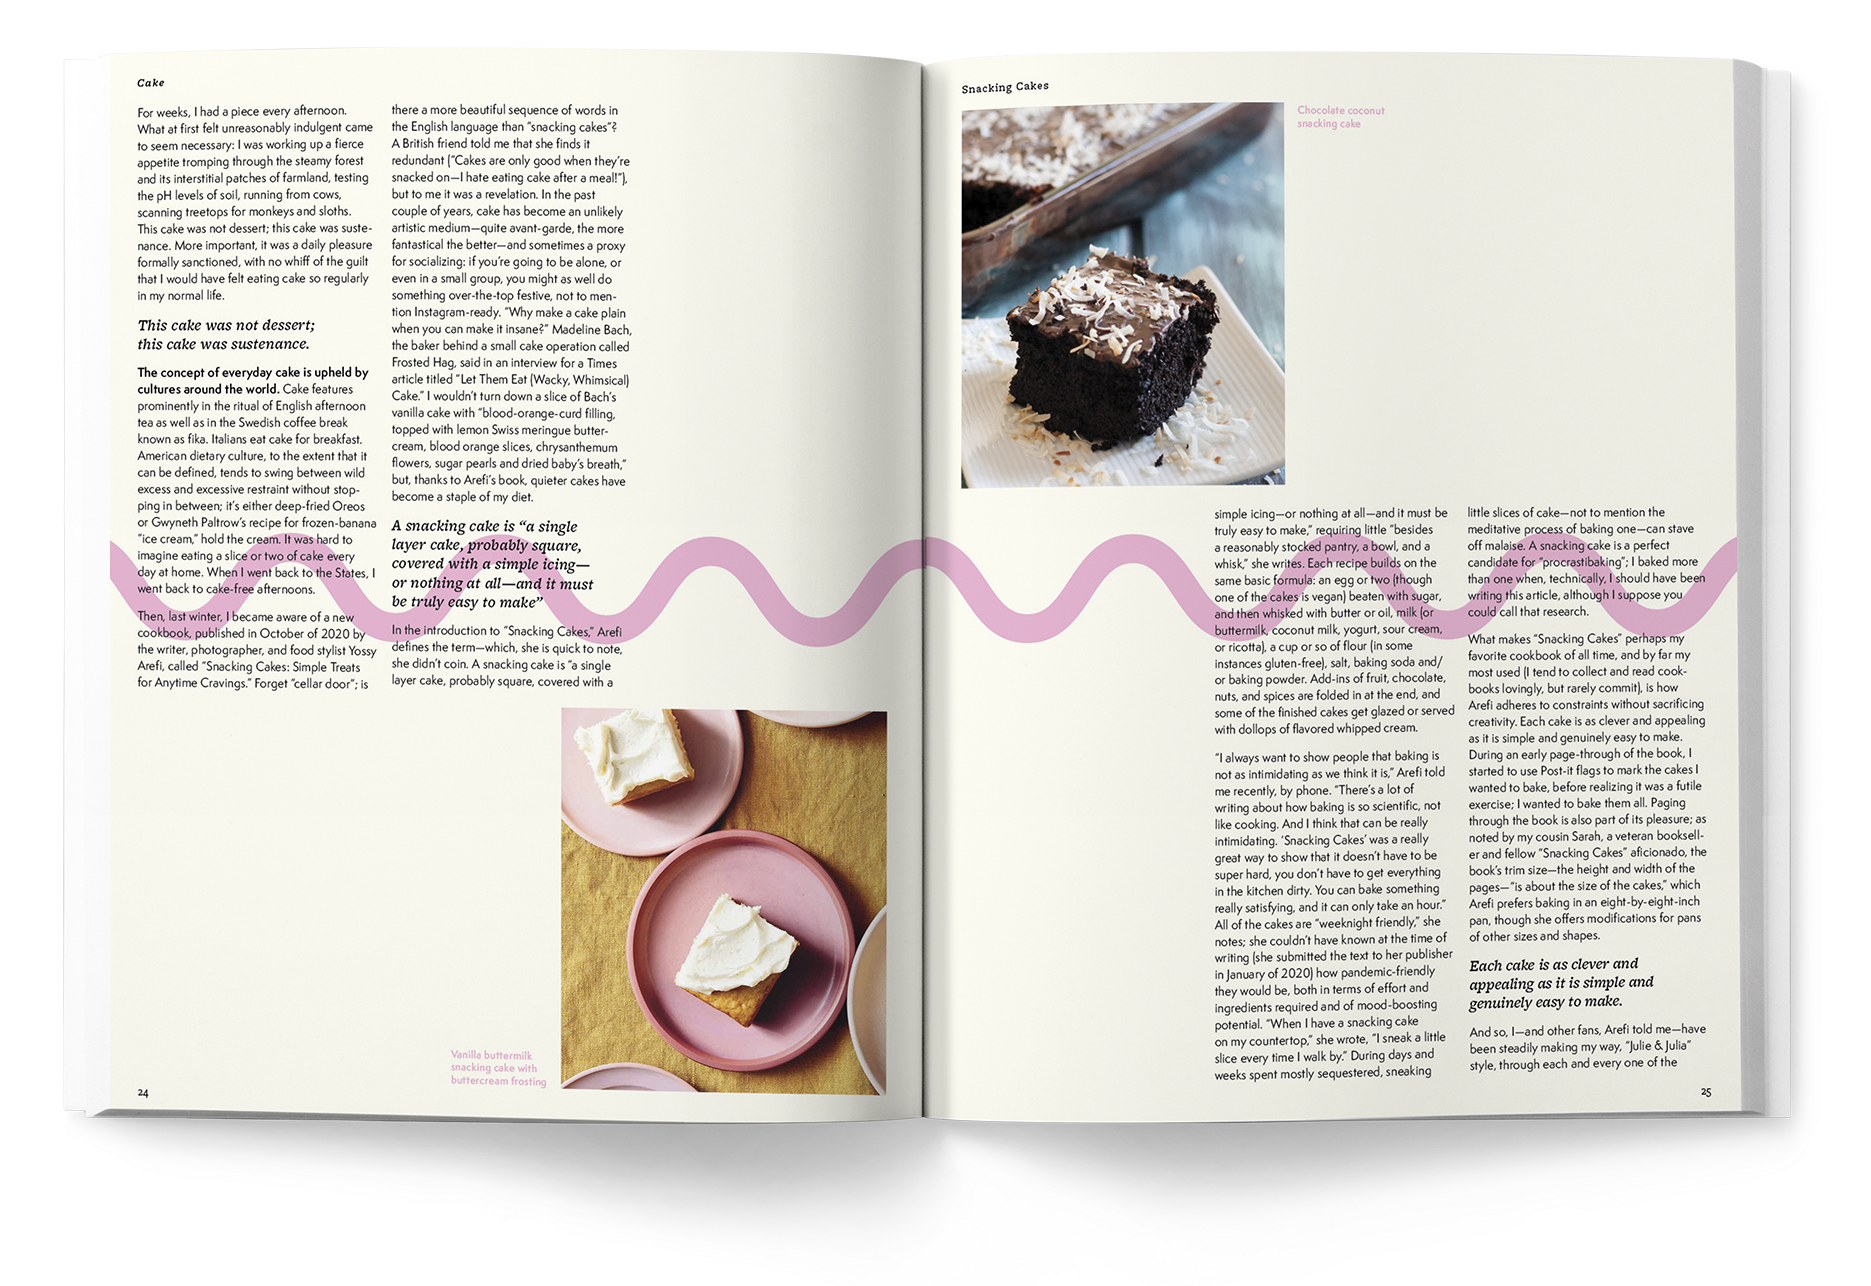 Cake
For weeks, I had a piece every afternoon.
What at first felt unreasonably indulgent came
to seem necessary: I was working up a fierce
appetite tromping through the steamy forest
and its interstitial patches of farmland, testing
the pH levels of soil, running from cows,
scanning treetops for monkeys and sloths.
This cake was not dessert; this cake was suste-
nance. More important, it was a daily pleasure
formally sanctioned, with no whiff of the guilt
that I would have felt eating cake so regularly
in my normal life.
This cake was not dessert;
this cake was sustenance.
The concept of everyday cake is upheld by
cultures around the world. Cake features
prominently in the ritual of English afternoon
tea as well as in the Swedish coffee break
known as fika. Italians eat cake for breakfast.
American dietary culture, to the extent that it
can be defined, tends to swing between wild
excess and excessive restraint without stop-
ping in between; it's either deep-fried Oreos
or Gwyneth Paltrow's recipe for frozen-banana
"ice cream," hold the cream. It was hard to
imagine eating a slice or two of cake every
day at home. When I went back to the States, I
went back to cake-free afternoons.
Then, last winter, I became aware of a new
cookbook, published in October of 2020 by
the writer, photographer, and food stylist Yossy
Arefi, called "Snacking Cakes: Simple Treats
for Anytime Cravings." Forget "cellar door"; is
there a more beautiful sequence of words in
the English language than "snacking cakes"?
A British friend told me that she finds it
redundant ("Cakes are only good when they're
snacked on—I hate eating cake after a meal!"),
but to me it was a revelation. In the past
couple of years, cake has become an unlikely
artistic medium—quite avant-garde, the more
fantastical the better—and sometimes a proxy
for socializing: if you're going to be alone, or
even in a small group, you might as well do
something over-the-top festive, not to men-
tion Instagram-ready. "Why make a cake plain
when you can make it insane?" Madeline Bach,
the baker behind a small cake operation called
Frosted Hag, said in an interview for a Times
article titled "Let Them Eat (Wacky, Whimsical)
Cake." I wouldn't turn down a slice of Bach's
vanilla cake with "blood-orange-curd filling,
topped with lemon Swiss meringue butter-
cream, blood orange slices, chrysanthemum
flowers, sugar pearls and dried baby's breath,"
but, thanks to Arefi's book, quieter cakes have
become a staple of my diet.
A snacking cake is "a single
layer cake, probably square,
covered with a simple icing—
or nothing at all—and it must
be truly easy to make"
In the introduction to "Snacking Cakes," Arefi
defines the term—which, she is quick to note,
she didn't coin. A snacking cake is "a single
layer cake, probably square, covered with a
Vanilla buttermilk
snacking cake with
buttercream frosting
24
Snacking Cakes
Chocolate coconut
snacking cake
simple icing—or nothing at all—and it must be
truly easy to make," requiring little "besides
a reasonably stocked pantry, a bowl, and a
whisk," she writes. Each recipe builds on the
same basic formula: an egg or two (though
one of the cakes is vegan) beaten with sugar,
and then whisked with butter or oil, milk (or
buttermilk, coconut milk, yogurt, sour cream,
or ricotta), a cup or so of flour (in some
instances gluten-free), salt, baking soda and/
or baking powder. Add-ins of fruit, chocolate,
nuts, and spices are folded in at the end, and
some of the finished cakes get glazed or served
with dollops of flavored whipped cream.
"I always want to show people that baking is
not as intimidating as we think it is," Arefi told
me recently, by phone. "There's a lot of
writing about how baking is so scientific, not
like cooking. And I think that can be really
intimidating. 'Snacking Cakes' was a really
great way to show that it doesn't have to be
super hard, you don't have to get everything
in the kitchen dirty. You can bake something
really satisfying, and it can only take an hour."
All of the cakes are "weeknight friendly," she
notes; she couldn't have known at the time of
writing (she submitted the text to her publisher
in January of 2020) how pandemic-friendly
they would be, both in terms of effort and
ingredients required and of mood-boosting
potential. "When I have a snacking cake
on my countertop," she wrote, "I sneak a little
slice every time I walk by." During days and
weeks spent mostly sequestered, sneaking
little slices of cake—not to mention the
meditative process of baking one—can stave
off malaise. A snacking cake is a perfect
candidate for "procrastibaking"; I baked more
than one when, technically, I should have been
writing this article, although I suppose you
could call that research.
What makes "Snacking Cakes" perhaps my
favorite cookbook of all time, and by far my
most used (I tend to collect and read cook-
books lovingly, but rarely commit), is how
Arefi adheres to constraints without sacrificing
creativity. Each cake is as clever and appealing
as it is simple and genuinely easy to make.
During an early page-through of the book, I
started to use Post-it flags to mark the cakes I
wanted to bake, before realizing it was a futile
exercise; I wanted to bake them all. Paging
through the book is also part of its pleasure; as
noted by my cousin Sarah, a veteran booksell-
er and fellow "Snacking Cakes" aficionado, the
book's trim size—the height and width of the
pages—"is about the size of the cakes," which
Arefi prefers baking in an eight-by-eight-inch
pan, though she offers modifications for pans
of other sizes and shapes.
Each cake is as clever and
appealing as it is simple and
genuinely easy to make.
And so, I—and other fans, Arefi told me—have
been steadily making my way, "Julie & Julia"
style, through each and every one of the
25